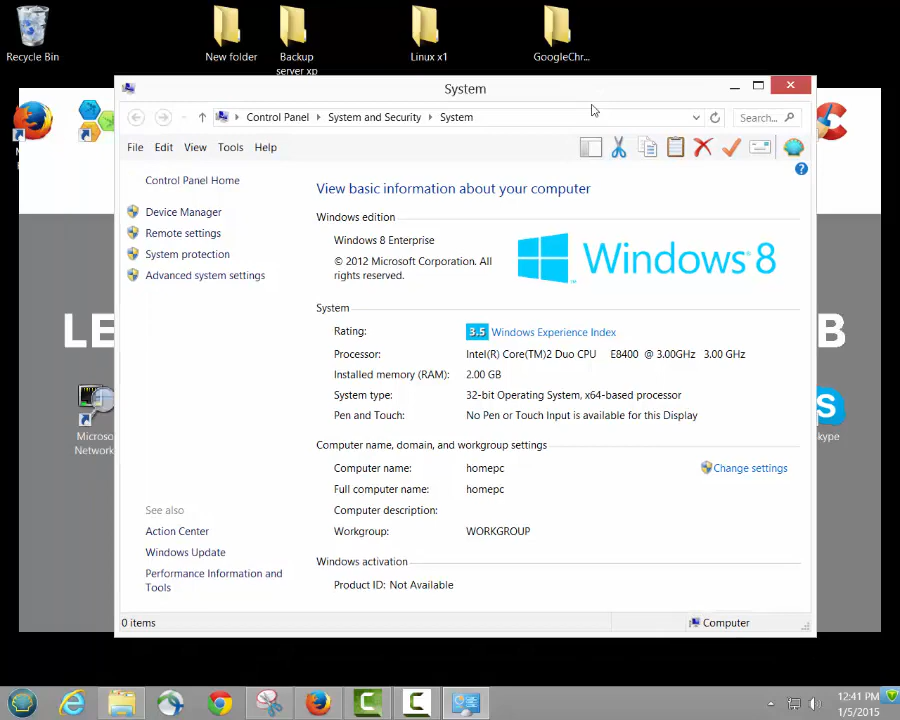 Recycle Bin
New folder
Backup
server xp
Linux x1
GoogleChr...
System
Control Panel
System and Security
System
Search...
File
Edit
View
Tools
Help
Control Panel Home
Device Manager
Remote settings
System protection
Advanced system settings
View basic information about your computer
Windows edition
Windows 8 Enterprise
© 2012 Microsoft Corporation. All
rights reserved.
Windows® 8
System
Rating:
3.5 Windows Experience Index
Processor:
Intel(R) Core(TM)2 Duo CPU E8400 @ 3.00GHz 3.00 GHz
Installed memory (RAM):
2.00 GB
System type:
32-bit Operating System, x64-based processor
Pen and Touch:
No Pen or Touch Input is available for this Display
Computer name, domain, and workgroup settings
Computer name:
homepc
Change settings
Full computer name:
homepc
Computer description:
Workgroup:
WORKGROUP
Windows activation
Product ID: Not Available
See also
Action Center
Windows Update
Performance Information and
Tools
0 items
Computer
LE
B
Microso
Network
S
kype
12:41 PM
1/5/2015